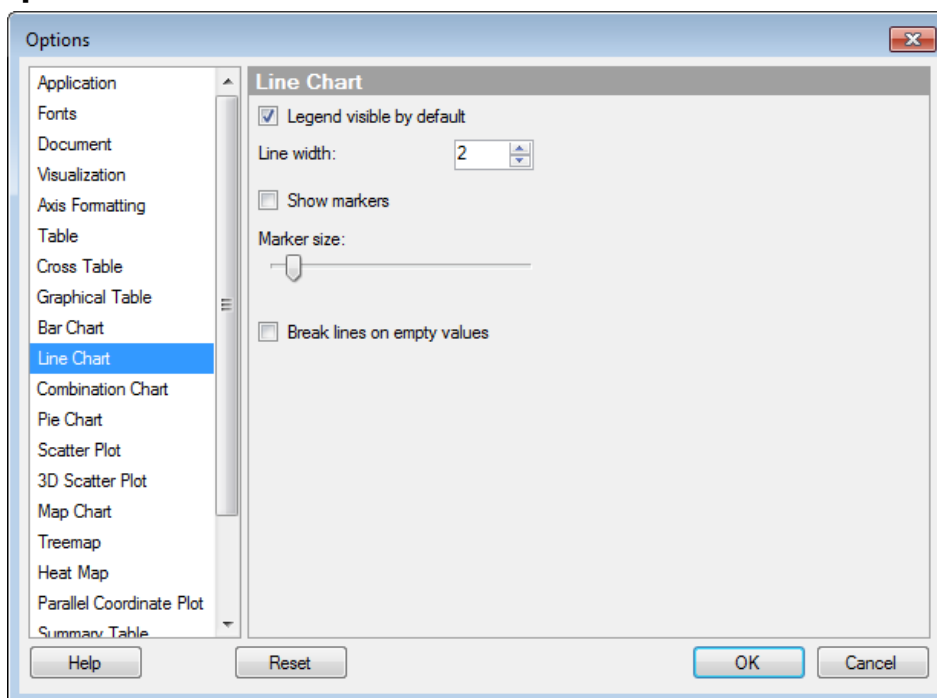 Options
Application
Fonts
Document
Visualization
Axis Formatting
Table
Cross Table
Graphical Table
Bar Chart
Line Chart
Combination Chart
Pie Chart
Scatter Plot
3D Scatter Plot
Map Chart
Treemap
Heat Map
Parallel Coordinate Plot
Summary Table
Line Chart
Legend visible by default
Line width: 2
Show markers
Marker size:
Break lines on empty values
Help Reset OK Cancel